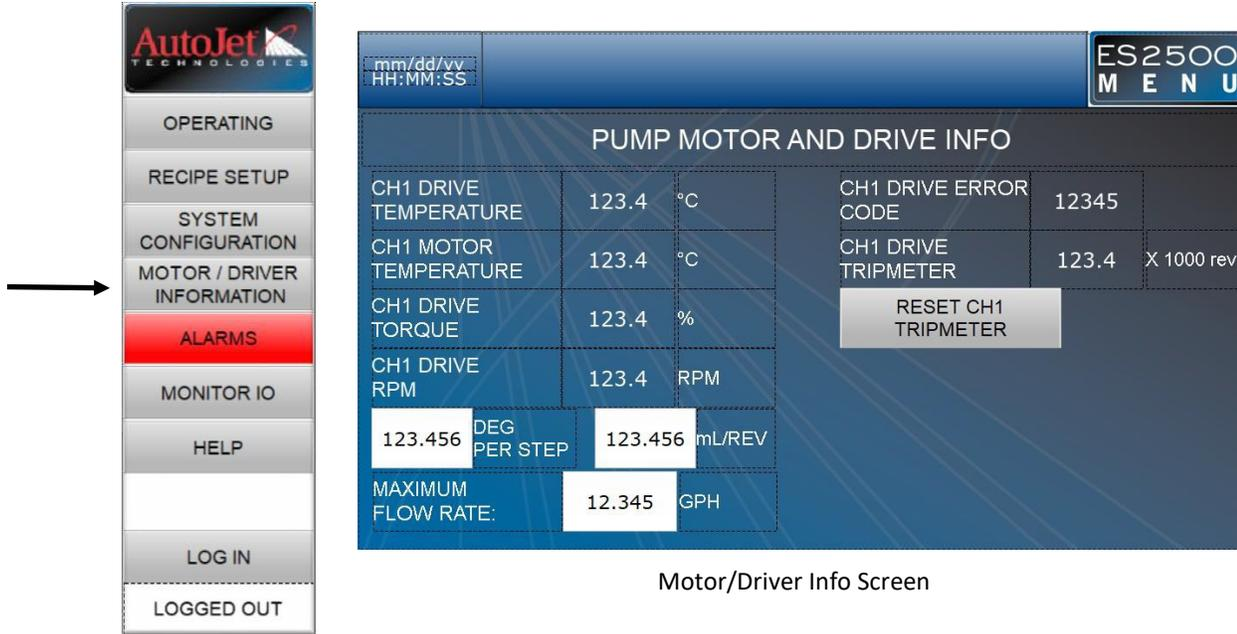 AutoJet
TECHNOLOGIES
OPERATING
RECIPE SETUP
SYSTEM
CONFIGURATION
MOTOR / DRIVER
INFORMATION
ALARMS
MONITOR IO
HELP
LOG IN
LOGGED OUT
mm/dd/yy
HH:MM:SS
ES2500
MENU
PUMP MOTOR AND DRIVE INFO
CH1 DRIVE
TEMPERATURE 123.4 °C
CH1 MOTOR
TEMPERATURE 123.4 °C
CH1 DRIVE
TORQUE 123.4 %
CH1 DRIVE
RPM 123.4 RPM
123.456 DEG
PER STEP 123.456 mL/REV
MAXIMUM
FLOW RATE: 12.345 GPH
CH1 DRIVE ERROR
CODE 12345
CH1 DRIVE
TRIPMETER 123.4 X 1000 rev
RESET CH1
TRIPMETER
Motor/Driver Info Screen